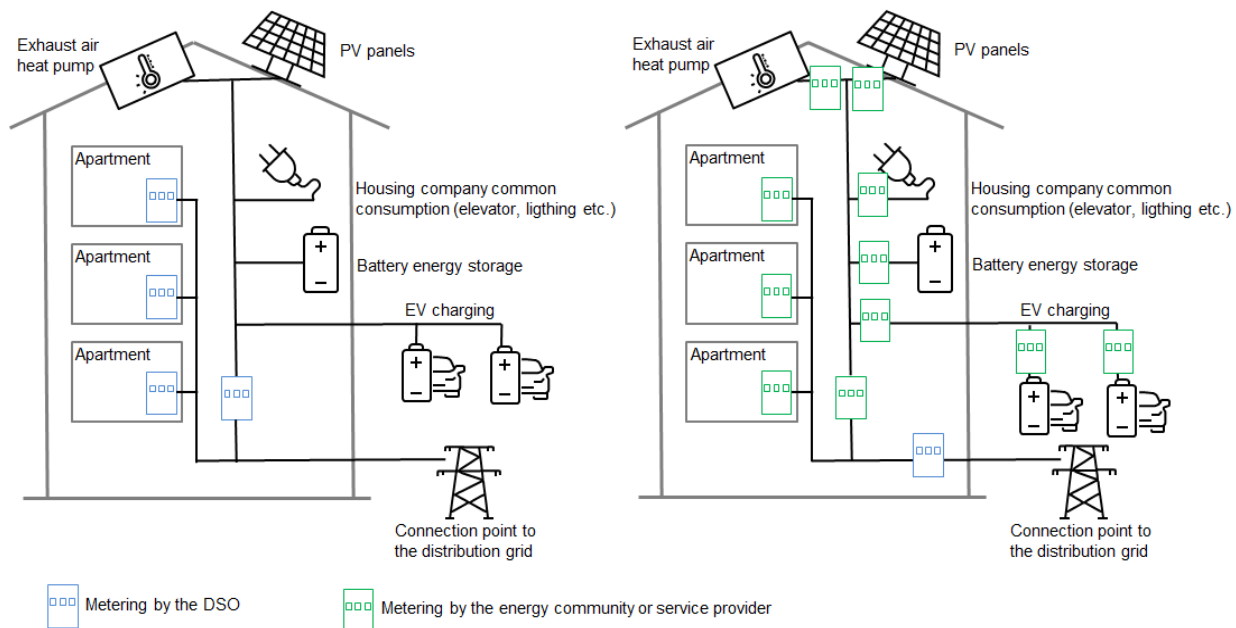 Exhaust air
heat pump
PV panels
Apartment
Housing company common
consumption (elevator, ligthing etc.)
Apartment
Battery energy storage
EV charging
Apartment
Connection point to
the distribution grid
Exhaust air
heat pump
PV panels
Apartment
Housing company common
consumption (elevator, ligthing etc.)
Apartment
Battery energy storage
EV charging
Apartment
Connection point to
the distribution grid
Metering by the DSO
Metering by the energy community or service provider